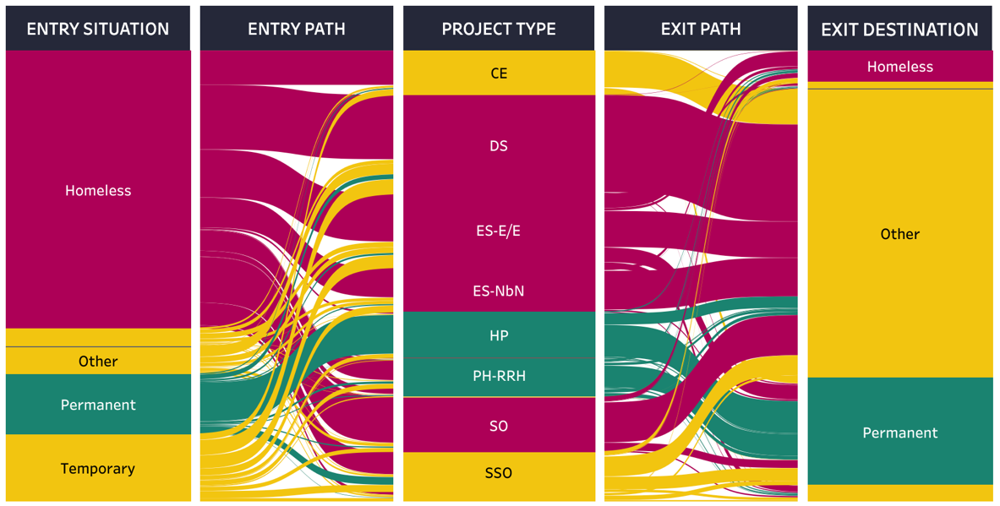 ENTRY SITUATION
ENTRY PATH
PROJECT TYPE
EXIT PATH
EXIT DESTINATION
Homeless
Other
Permanent
Temporary
CE
DS
ES-E/E
ES-NbN
HP
PH-RRH
SO
SSO
Homeless
Other
Permanent